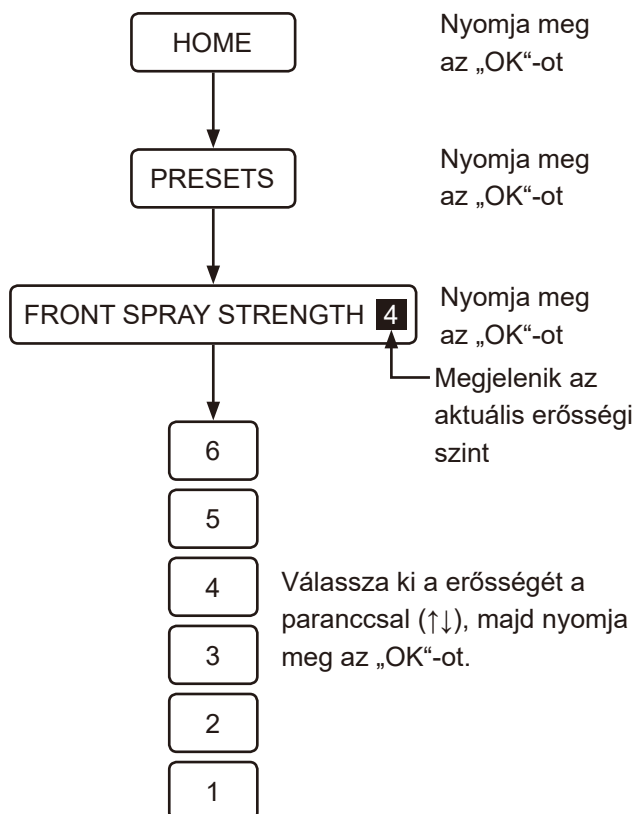 HOME
Nyomja meg
az „OK“-ot
PRESETS
Nyomja meg
az „OK“-ot
FRONT SPRAY STRENGTH 4
Nyomja meg
az „OK“-ot
Megjelenik az
aktuális erősségi
szint
6
5
4
3
2
1
Válassza ki a erősségét a
paranccsal (↑↓), majd nyomja
meg az „OK“-ot.